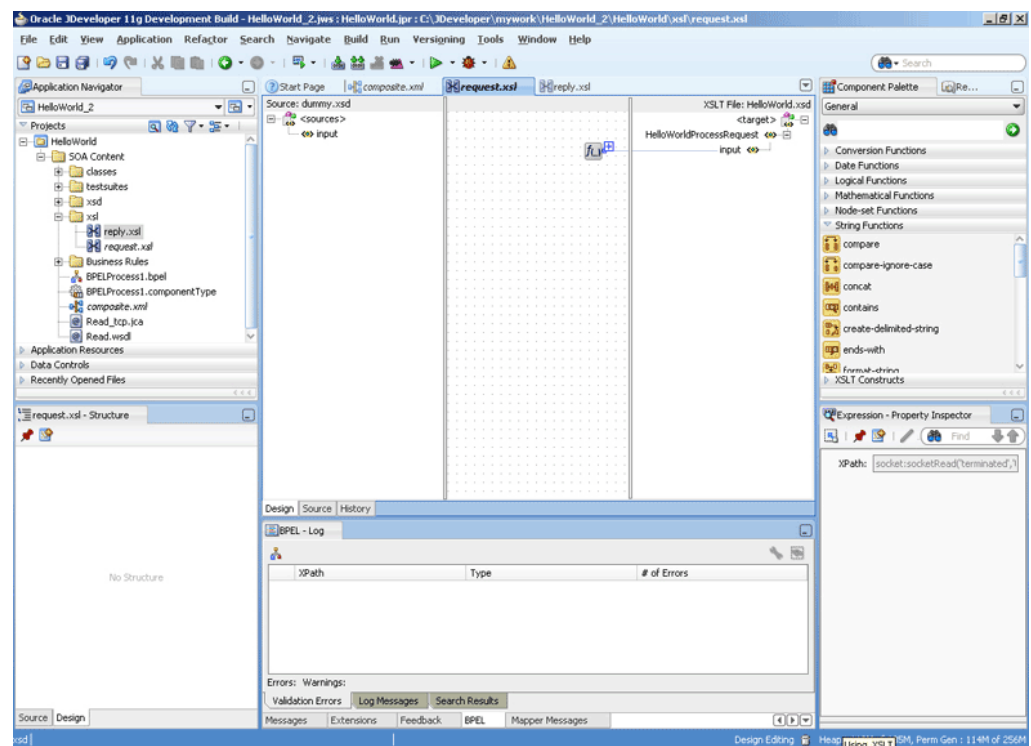 Oracle JDeveloper 11g Development Build - HelloWorld_2.jws : HelloWorld.jpr : C:\JDeveloper\mywork\HelloWorld_2\HelloWorld\xsl\request.xsl
File Edit View Application Refactor Search Navigate Build Run Versioning Tools Window Help
Search
Application Navigator
HelloWorld_2
Projects
HelloWorld
SOA Content
classes
testsuites
xsd
xsl
reply.xsl
request.xsl
Business Rules
BPELProcess1.bpel
BPELProcess1.componentType
composite.xml
Read_tcp.jca
Read.wsdl
Application Resources
Data Controls
Recently Opened Files
request.xsl - Structure
No Structure
Source Design
Start Page composite.xml request.xsl reply.xsl
Source: dummy.xsd XSLT File: HelloWorld.xsd
<sources> <target>
input HelloWorldProcessRequest
input
Design Source History
BPEL - Log
XPath Type # of Errors
Errors: Warnings:
Validation Errors Log Messages Search Results
Messages Extensions Feedback BPEL Mapper Messages
Component Palette Re...
General
Conversion Functions
Date Functions
Logical Functions
Mathematical Functions
Node-set Functions
String Functions
compare
compare-ignore-case
concat
contains
create-delimited-string
ends-with
format-string
XSLT Constructs
Expression - Property Inspector
Find
XPath: socket:socketRead('terminated','
xsd Design Editing Heap Using XSLT 5M, Perm Gen : 114M of 256M